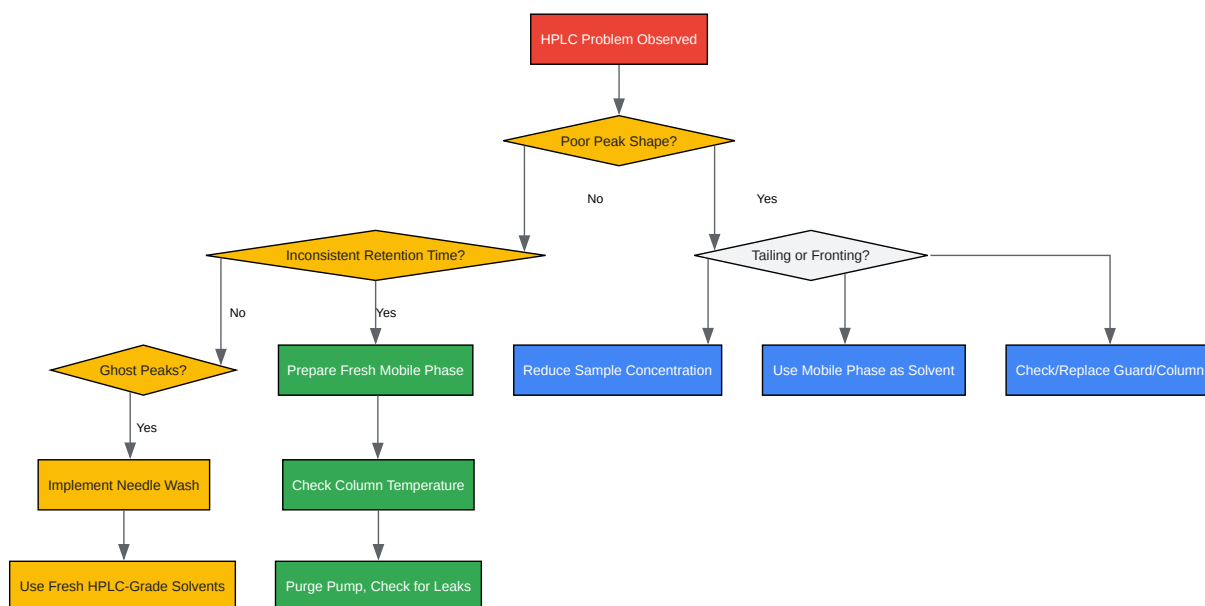 HPLC Problem Observed
Poor Peak Shape?
No
Yes
Inconsistent Retention Time?
Tailing or Fronting?
No
Yes
Ghost Peaks?
Prepare Fresh Mobile Phase
Reduce Sample Concentration
Use Mobile Phase as Solvent
Check/Replace Guard/Column
Yes
Implement Needle Wash
Check Column Temperature
Use Fresh HPLC-Grade Solvents
Purge Pump, Check for Leaks